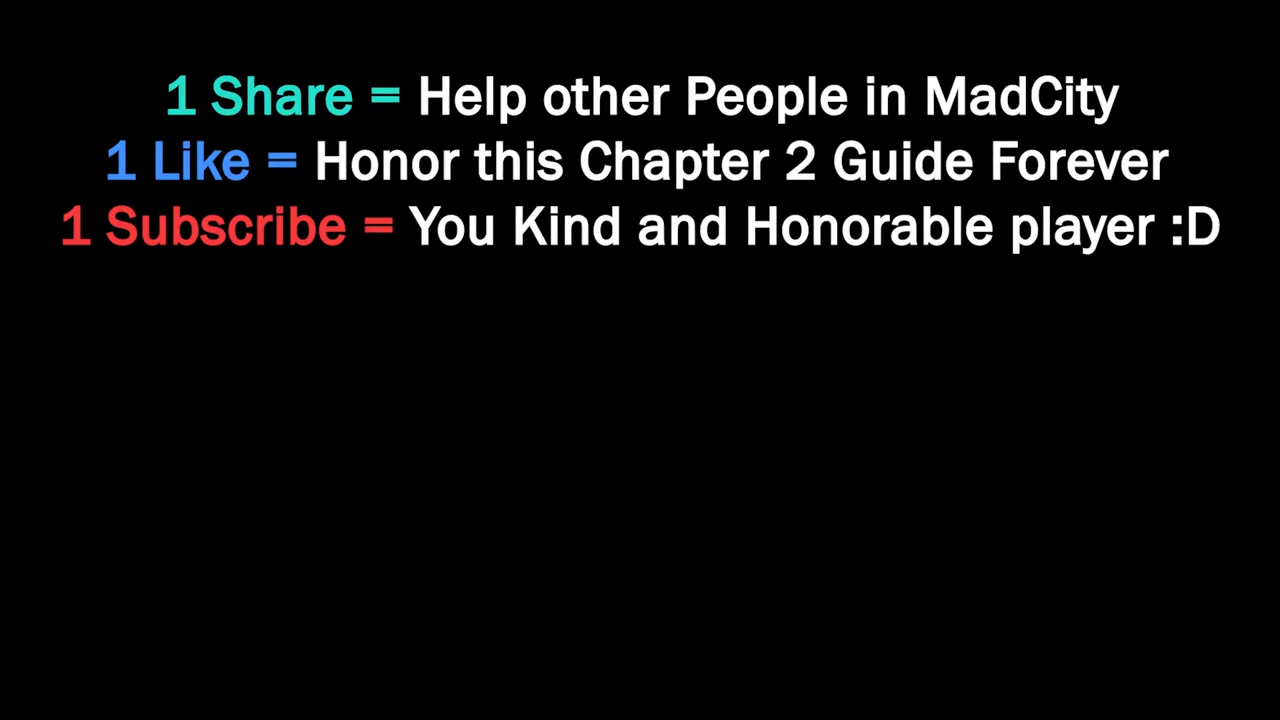 1 Share = Help other People in MadCity
1 Like = Honor this Chapter 2 Guide Forever
1 Subscribe = You Kind and Honorable player :D